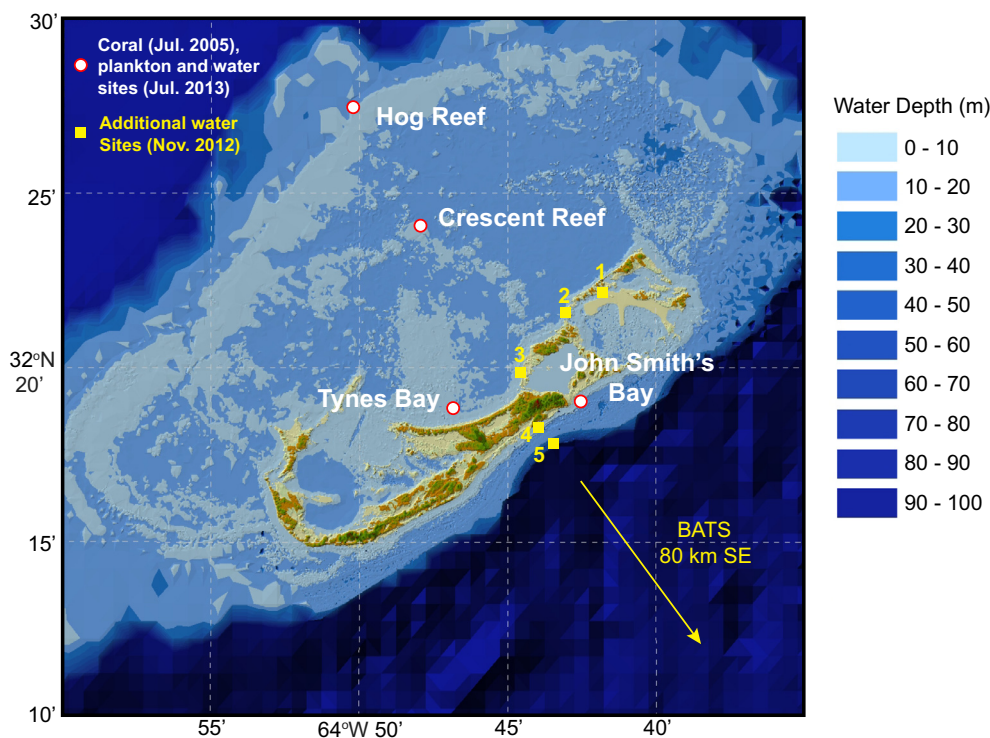 30’
Coral (Jul. 2005),
plankton and water
sites (Jul. 2013)
Additional water
Sites (Nov. 2012)
Hog Reef
Water Depth (m)
0 - 10
10 - 20
20 - 30
30 - 40
40 - 50
50 - 60
60 - 70
70 - 80
80 - 90
90 - 100
25’
Crescent Reef
1
2
3
32°N
20’
John Smith’s
Bay
Tynes Bay
4
5
BATS
80 km SE
15’
10’
55’
64°W 50’
45’
40’